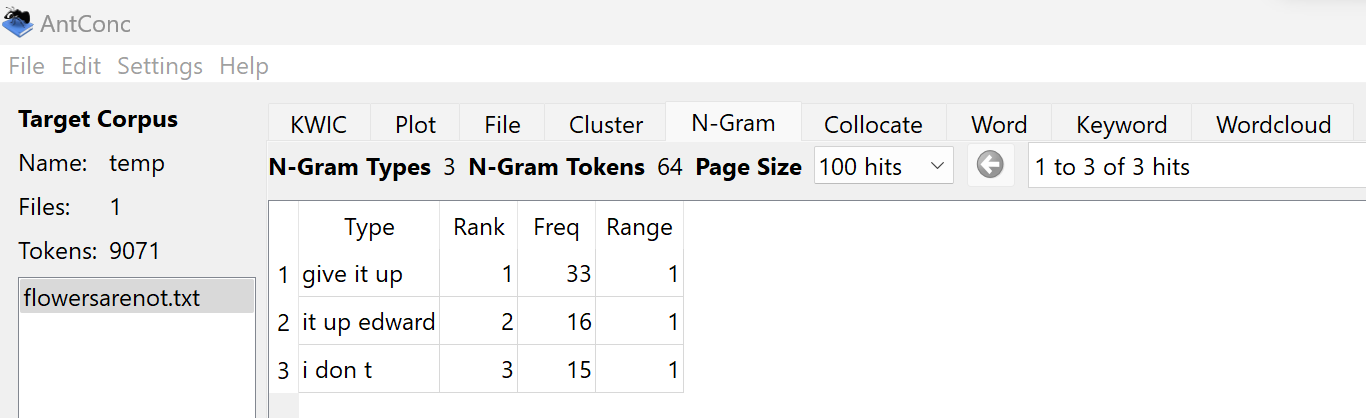 AntConc
File Edit Settings Help
Target Corpus
Name: temp
Files: 1
Tokens: 9071
flowersarenot.txt
KWIC Plot File Cluster N-Gram Collocate Word Keyword Wordcloud
N-Gram Types 3 N-Gram Tokens 64 Page Size 100 hits 1 to 3 of 3 hits
Type Rank Freq Range
1 give it up 1 33 1
2 it up edward 2 16 1
3 i don t 3 15 1